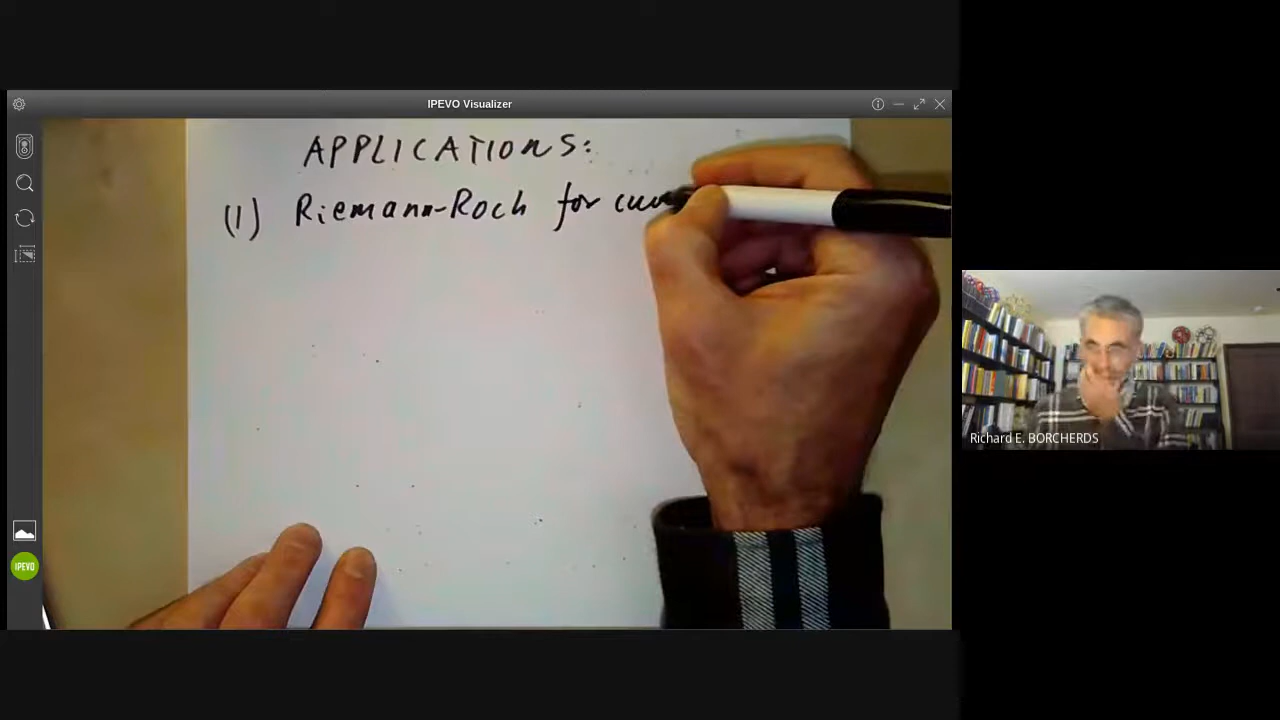 IPEVO Visualizer
APPLICATIONS:
(1) Riemann-Roch for
IPEVO
Richard E. BORCHERDS